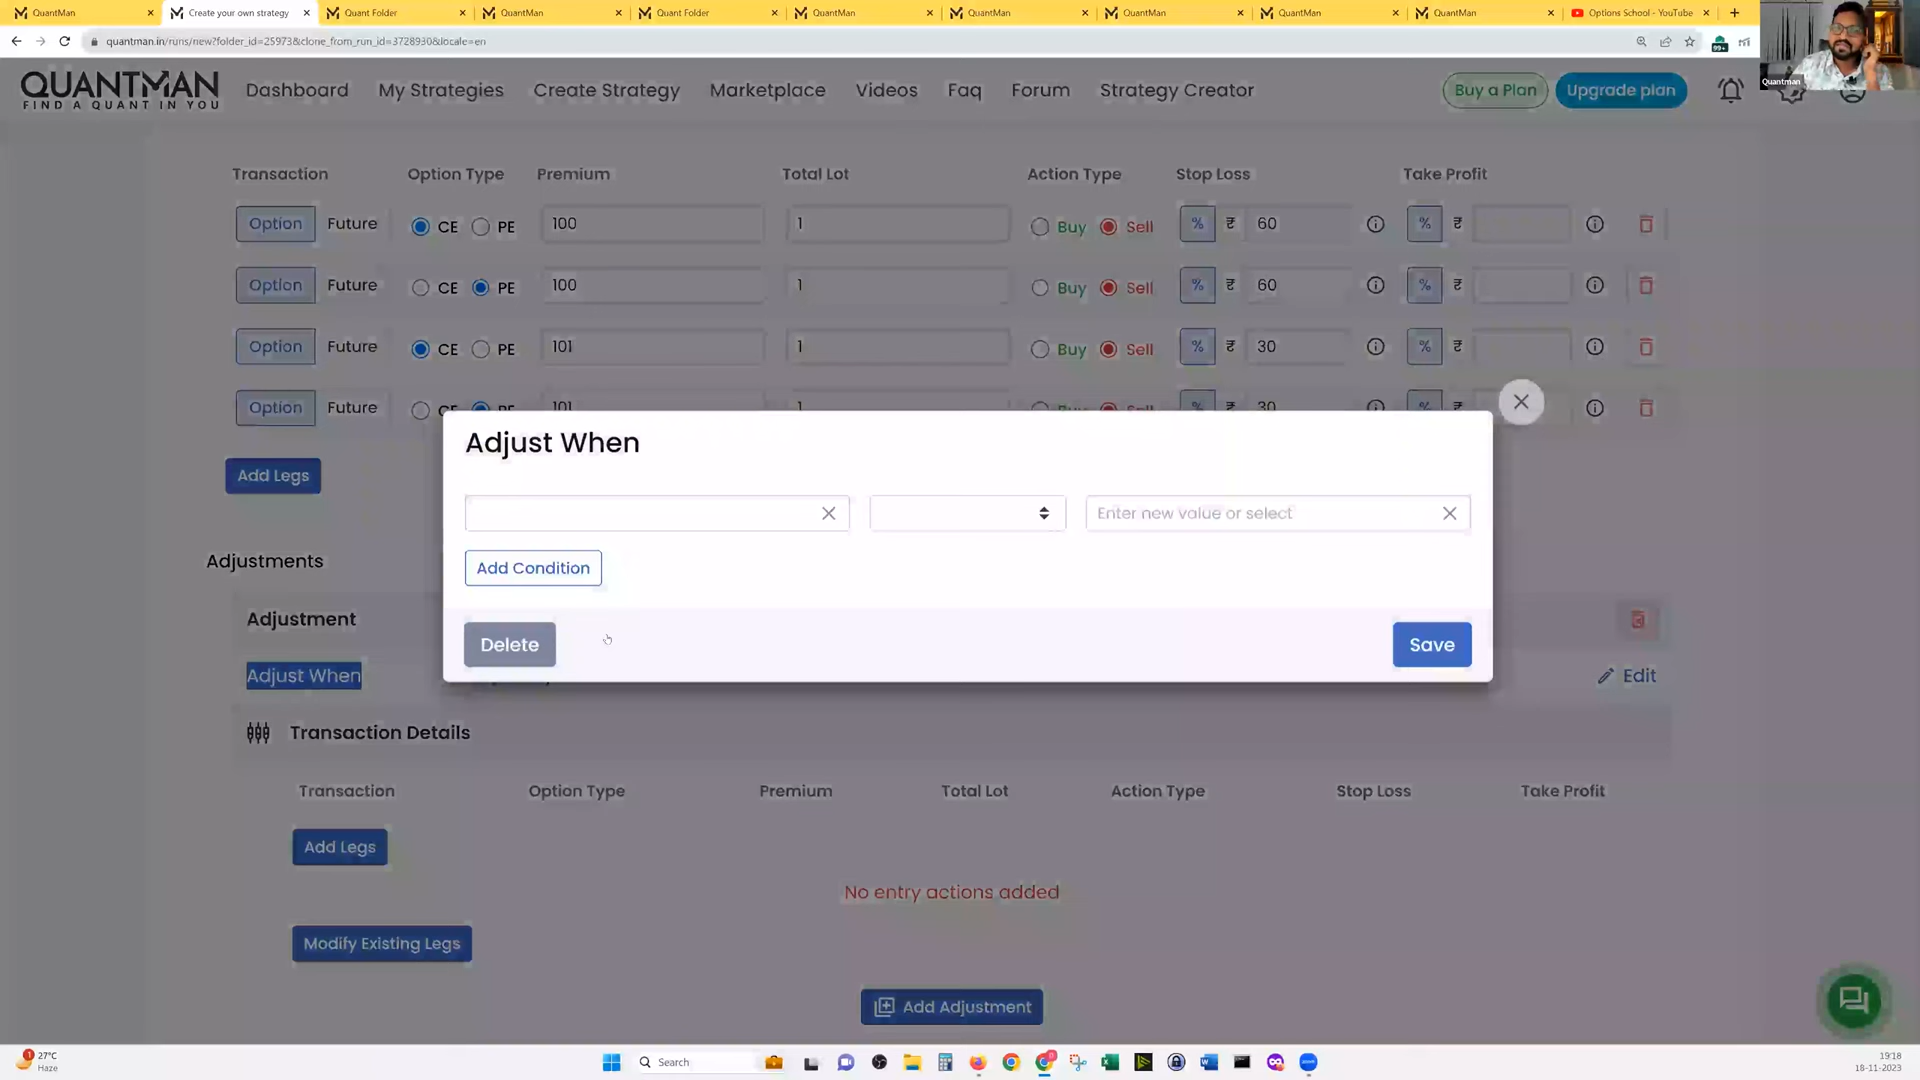 QuantMan
Create your own strategy
Quant Folder
QuantMan
Quant Folder
QuantMan
QuantMan
QuantMan
QuantMan
QuantMan
Options School - YouTube
quantman.in/runs/new?folder_id=25973&clone_from_run_id=3728930&locale=en
99+
Quantman
QUANTMAN
FIND A QUANT IN YOU
Dashboard
My Strategies
Create Strategy
Marketplace
Videos
Faq
Forum
Strategy Creator
Buy a Plan
Upgrade plan
Transaction Option Type Premium Total Lot Action Type Stop Loss Take Profit
Option Future CE PE 100 1 Buy Sell % ₹ 60 % ₹
Option Future CE PE 100 1 Buy Sell % ₹ 60 % ₹
Option Future CE PE 101 1 Buy Sell % ₹ 30 % ₹
Option Future CE PE 101 1 30
Add Legs
Adjust When
Enter new value or select
Add Condition
Delete
Save
Adjustments
Adjustment
Adjust When
Edit
Transaction Details
Transaction Option Type Premium Total Lot Action Type Stop Loss Take Profit
Add Legs
No entry actions added
Modify Existing Legs
Add Adjustment
1
27°C
Haze
Search
19:18
18-11-2023